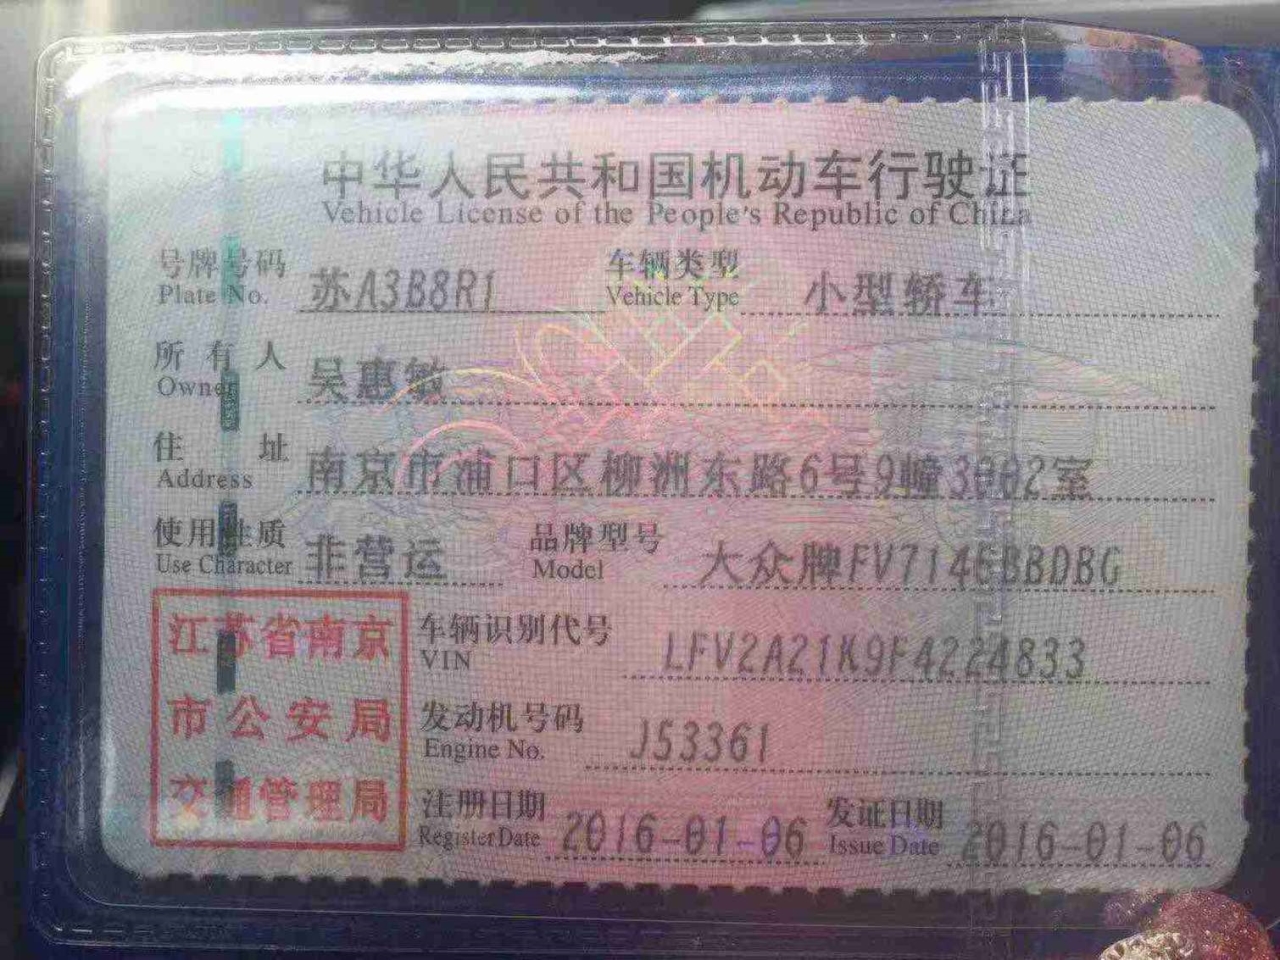 中华人民共和国机动车行驶证
Vehicle License of the People's Republic of China
号牌号码 苏A3B8R1 车辆类型 小型轿车
Plate No. Vehicle Type
所有人 吴惠敏
Owner
住址 南京市浦口区柳洲东路6号9幢3002室
Address
使用性质 非营运 品牌型号 大众牌FV7146BBDBG
Use Character Model
江苏省南京
市公安局
交通管理局
车辆识别代号 LFV2A21K9F4224833
VIN
发动机号码 J53361
Engine No.
注册日期 2016-01-06 发证日期 2016-01-06
Register Date Issue Date